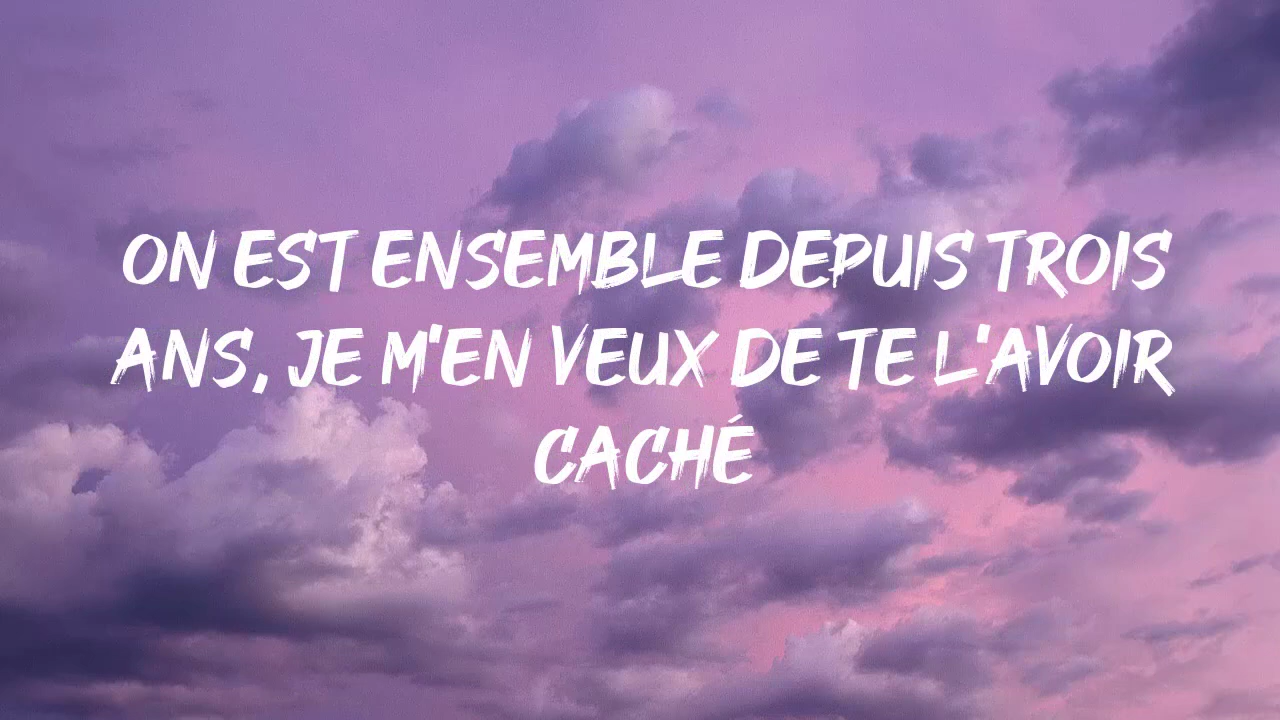 ON EST ENSEMBLE DEPUIS TROIS
ANS, JE M'EN VEUX DE TE L'AVOIR
CACHÉ